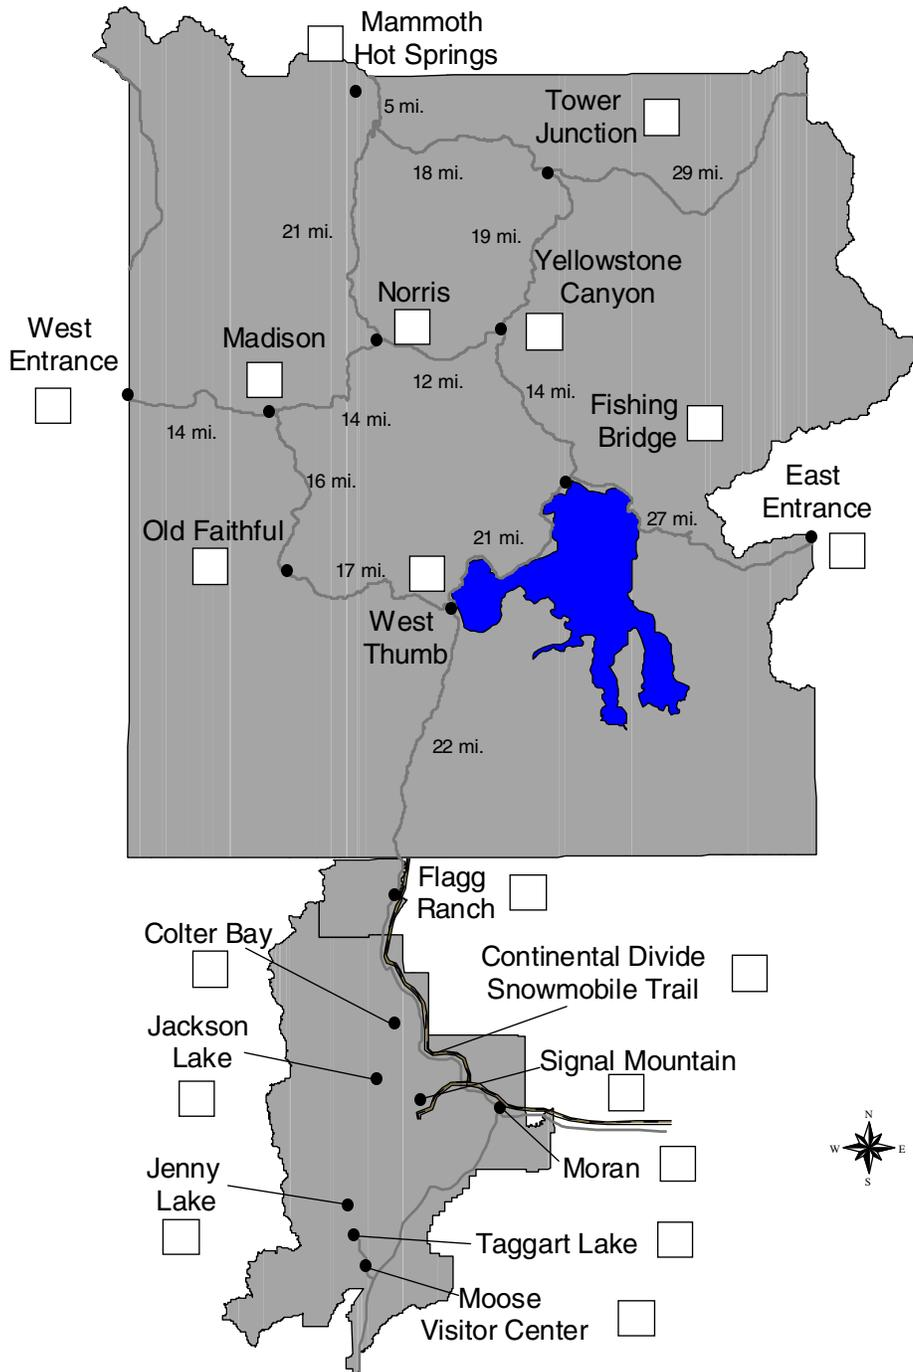 Mammoth
Hot Springs
5 mi.
Tower
Junction
18 mi.
29 mi.
21 mi.
19 mi.
Yellowstone
Canyon
Norris
West
Entrance
Madison
12 mi.
14 mi.
14 mi.
14 mi.
Fishing
Bridge
16 mi.
East
Entrance
Old Faithful
27 mi.
21 mi.
17 mi.
West
Thumb
22 mi.
Flagg
Ranch
Colter Bay
Continental Divide
Snowmobile Trail
Jackson
Lake
Signal Mountain
N
W
E
S
Moran
Jenny
Lake
Taggart Lake
Moose
Visitor Center